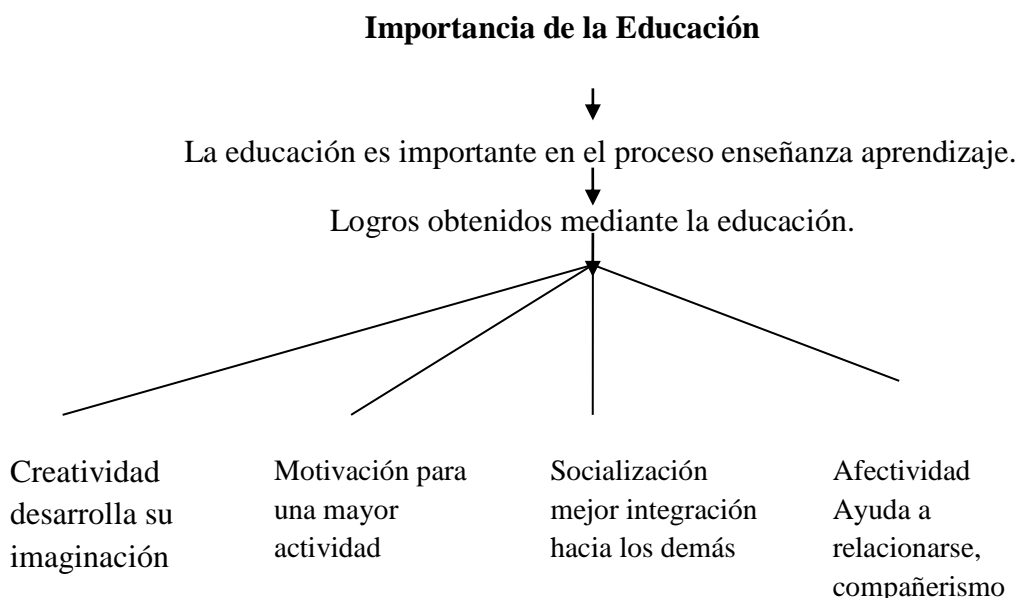 Importancia de la Educación
La educación es importante en el proceso enseñanza aprendizaje.
Logros obtenidos mediante la educación.
Creatividad
desarrolla su
imaginación
Motivación para
una mayor
actividad
Socialización
mejor integración
hacia los demás
Afectividad
Ayuda a
relacionarse,
compañerismo